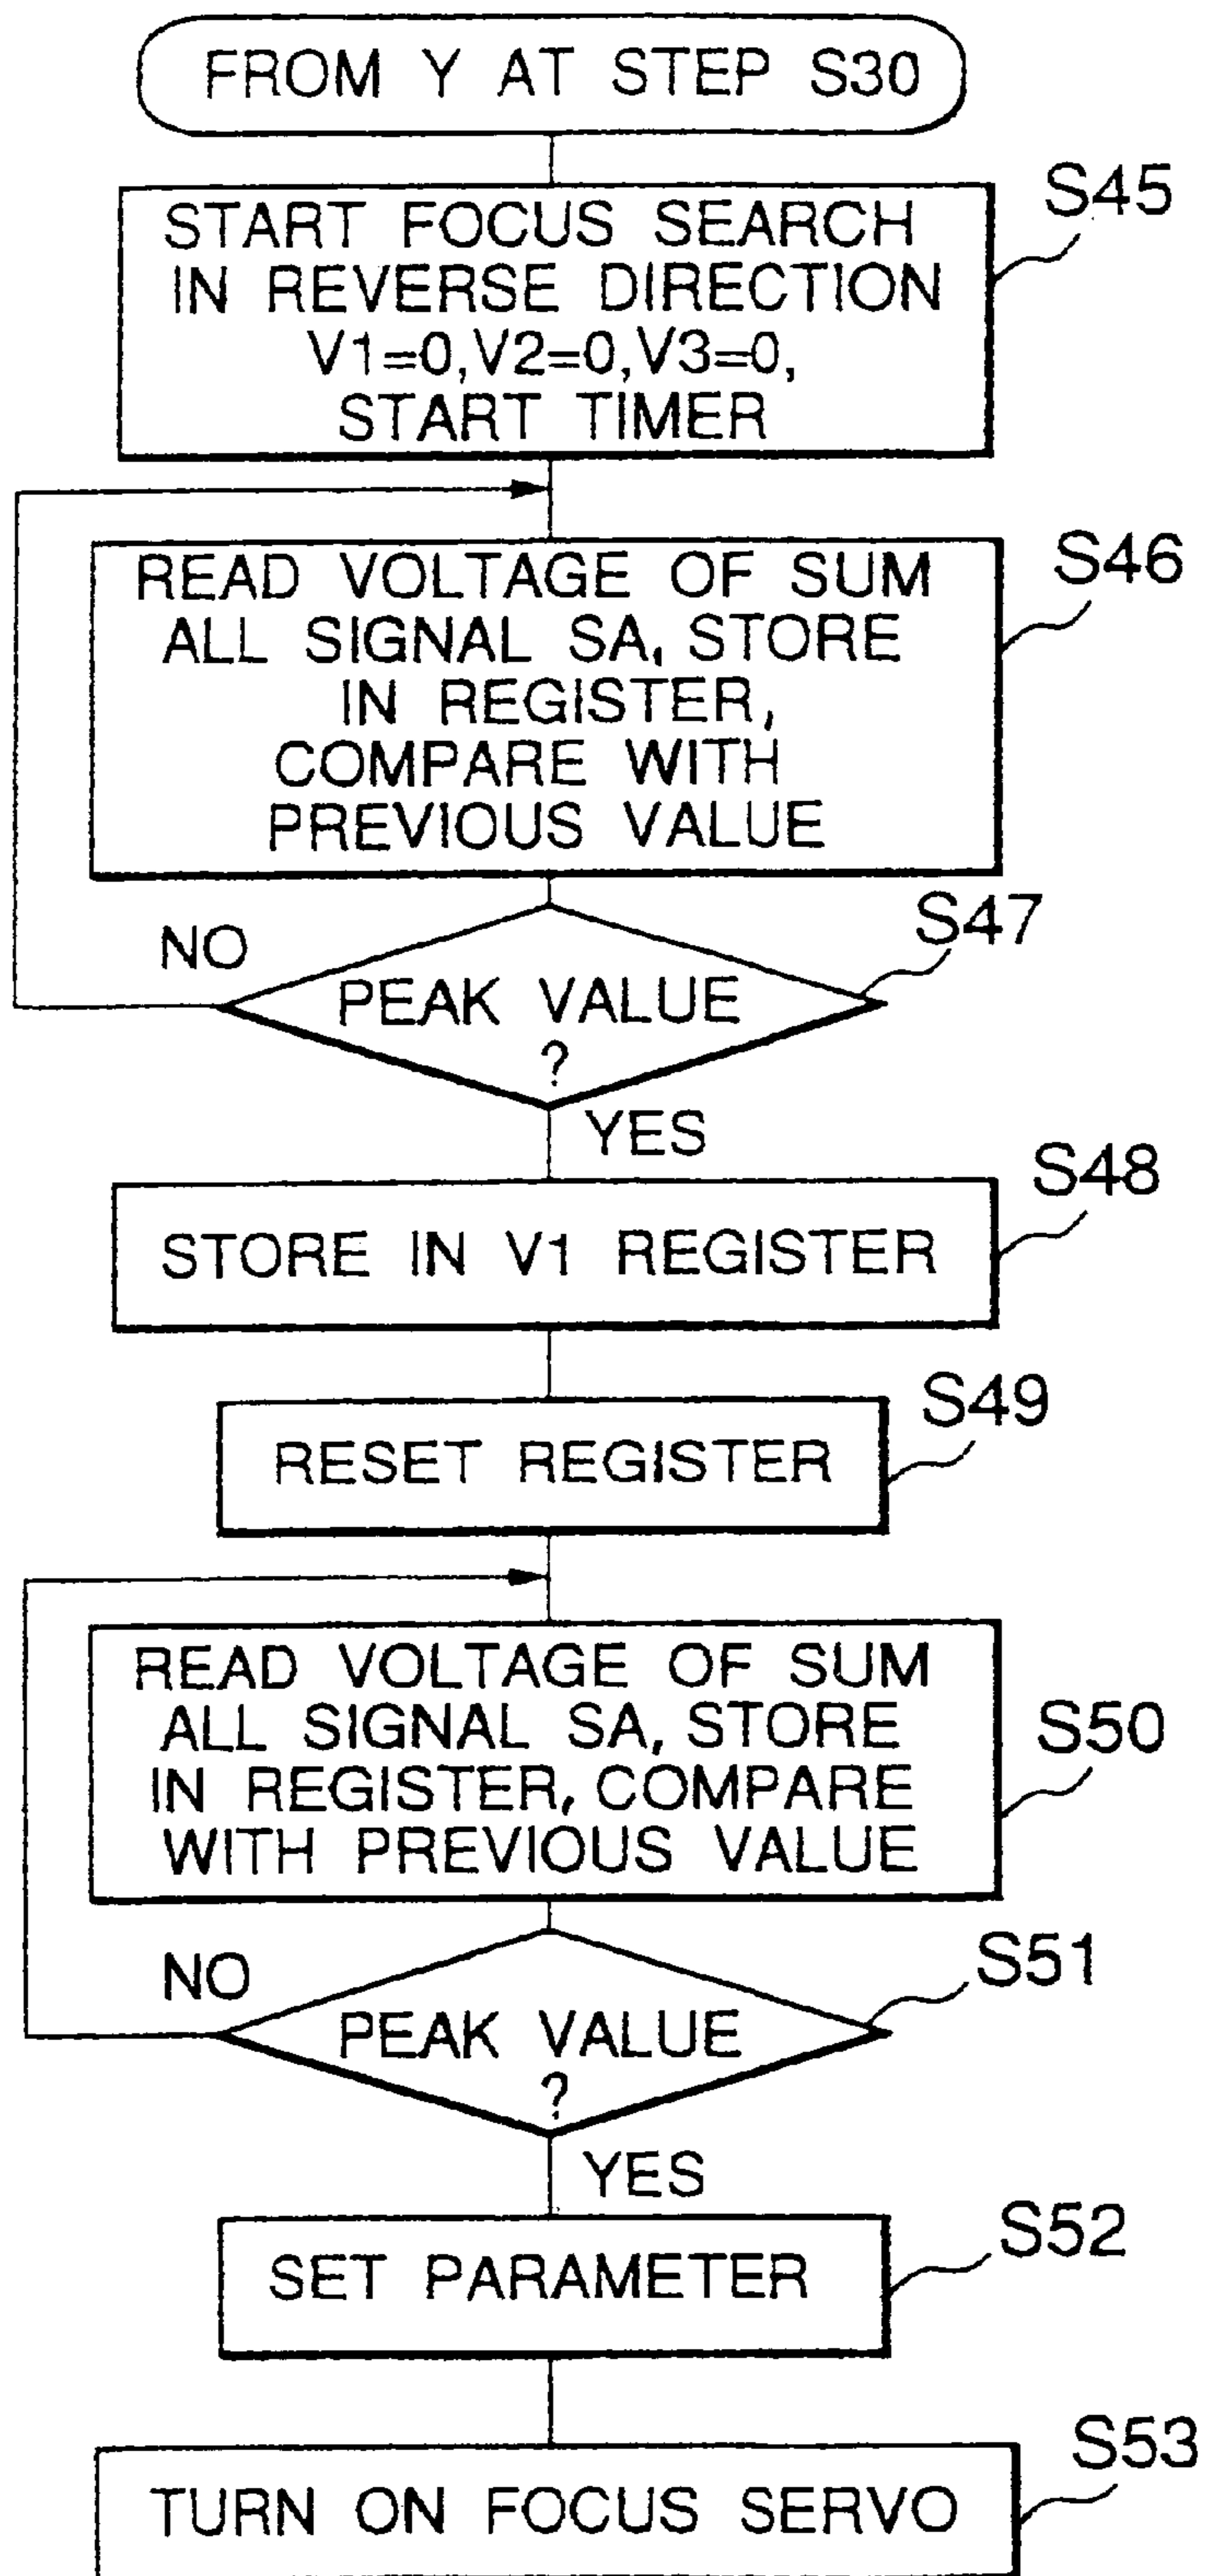 FROM Y AT STEP S30
S45
START FOCUS SEARCH
IN REVERSE DIRECTION
V1=0,V2=0,V3=0,
START TIMER
S46
READ VOLTAGE OF SUM
ALL SIGNAL SA, STORE
IN REGISTER,
COMPARE WITH
PREVIOUS VALUE
S47
NO
PEAK VALUE
?
YES
S48
STORE IN V1 REGISTER
S49
RESET REGISTER
S50
READ VOLTAGE OF SUM
ALL SIGNAL SA, STORE
IN REGISTER, COMPARE
WITH PREVIOUS VALUE
S51
NO
PEAK VALUE
?
YES
S52
SET PARAMETER
S53
TURN ON FOCUS SERVO